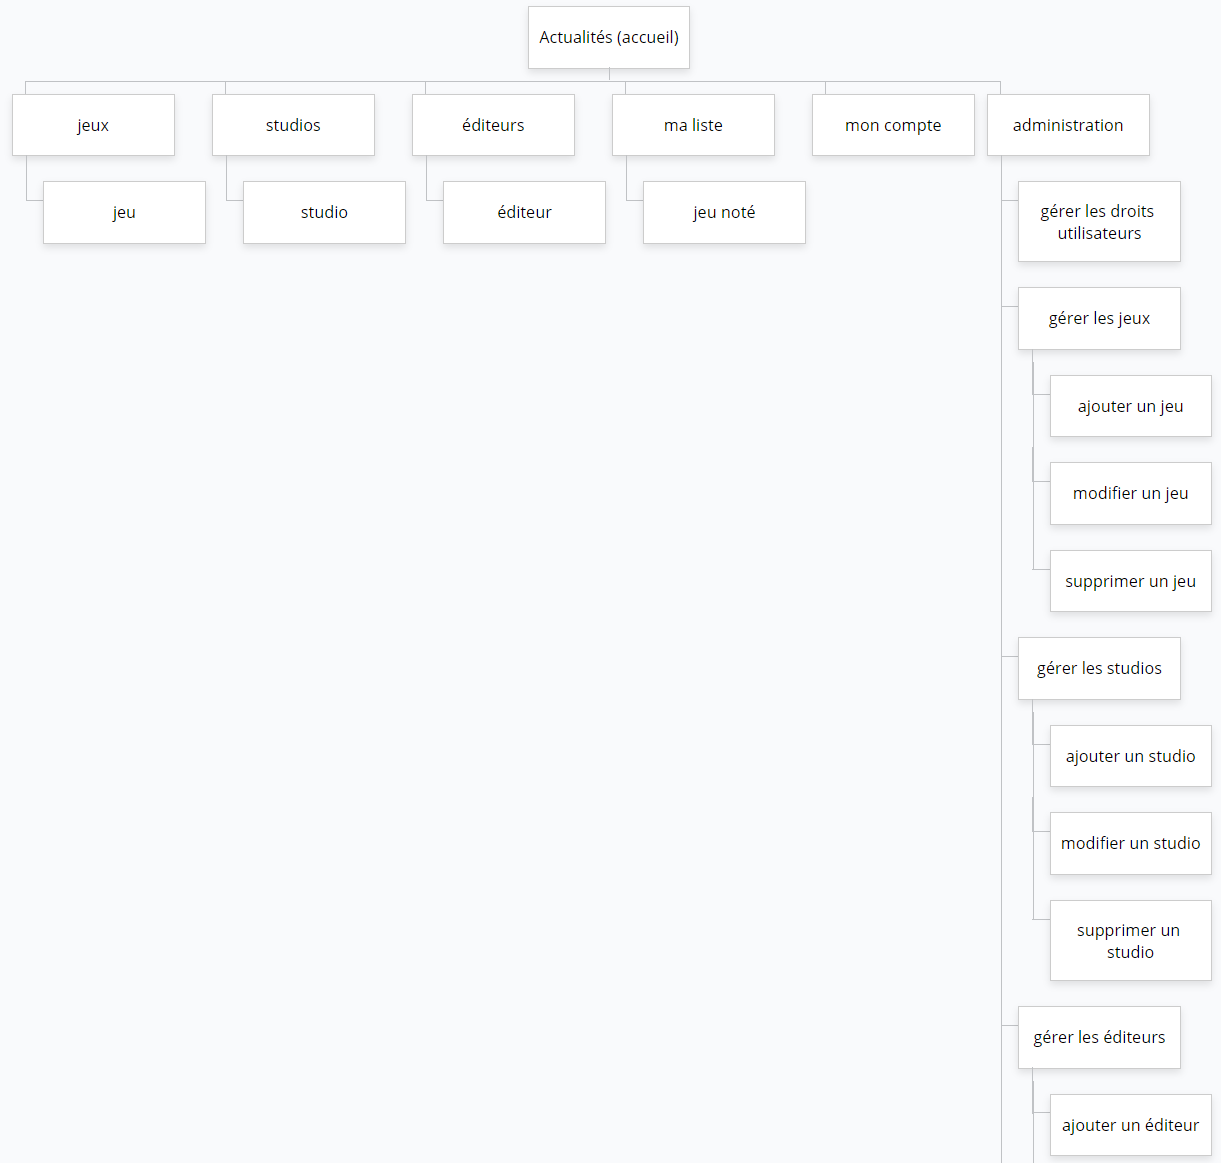 Actualités (accueil)
jeux
studios
éditeurs
ma liste
mon compte
administration
jeu
studio
éditeur
jeu noté
gérer les droits
utilisateurs
gérer les jeux
ajouter un jeu
modifier un jeu
supprimer un jeu
gérer les studios
ajouter un studio
modifier un studio
supprimer un
studio
gérer les éditeurs
ajouter un éditeur